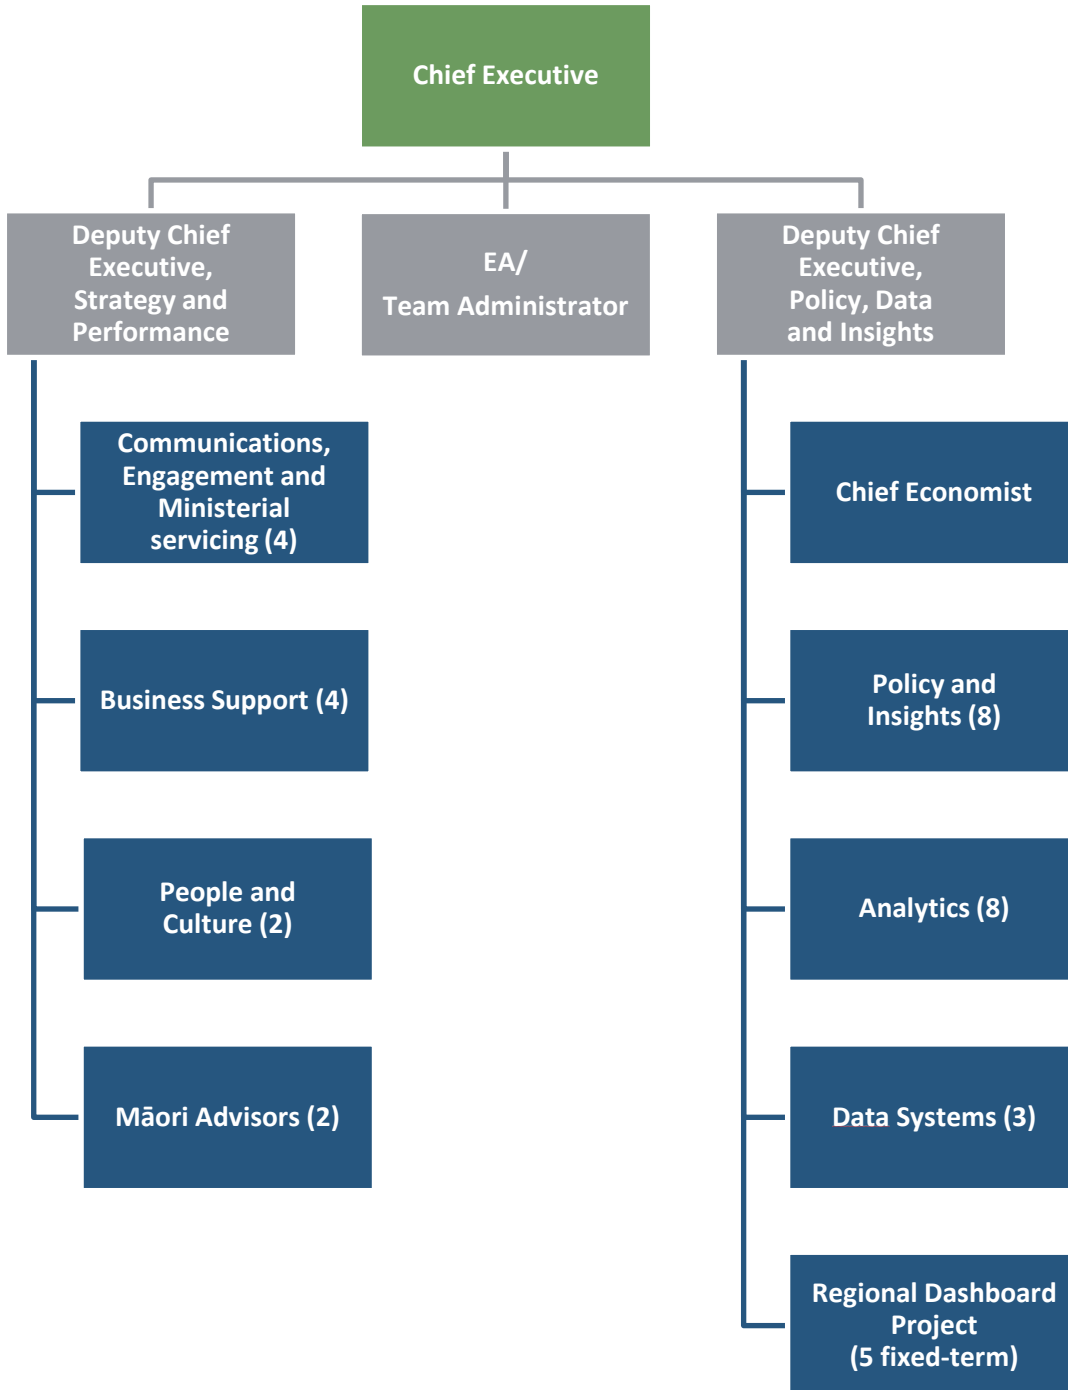 Chief Executive
Deputy Chief
Executive,
Strategy and
Performance
EA/
Team Administrator
Deputy Chief
Executive,
Policy, Data
and Insights
Communications,
Engagement and
Ministerial
servicing (4)
Business Support (4)
People and
Culture (2)
Māori Advisors (2)
Chief Economist
Policy and
Insights (8)
Analytics (8)
Data Systems (3)
Regional Dashboard
Project
(5 fixed-term)